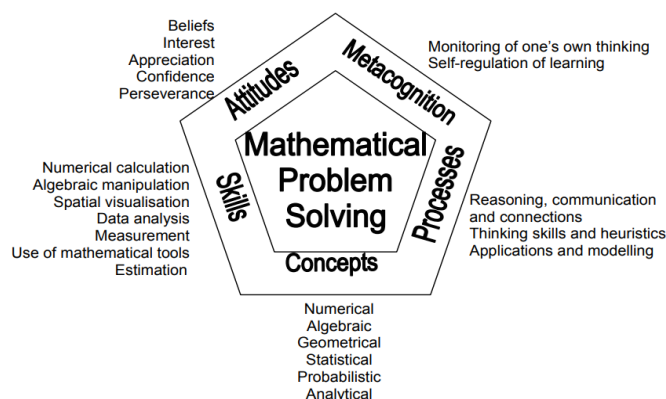 Beliefs
Interest
Appreciation
Confidence
Perseverance
Attitudes
Metacognition
Monitoring of one's own thinking
Self-regulation of learning
Mathematical
Problem
Solving
Numerical calculation
Algebraic manipulation
Spatial visualisation
Data analysis
Measurement
Use of mathematical tools
Estimation
Skills
Processes
Reasoning, communication
and connections
Thinking skills and heuristics
Applications and modelling
Concepts
Numerical
Algebraic
Geometrical
Statistical
Probabilistic
Analytical